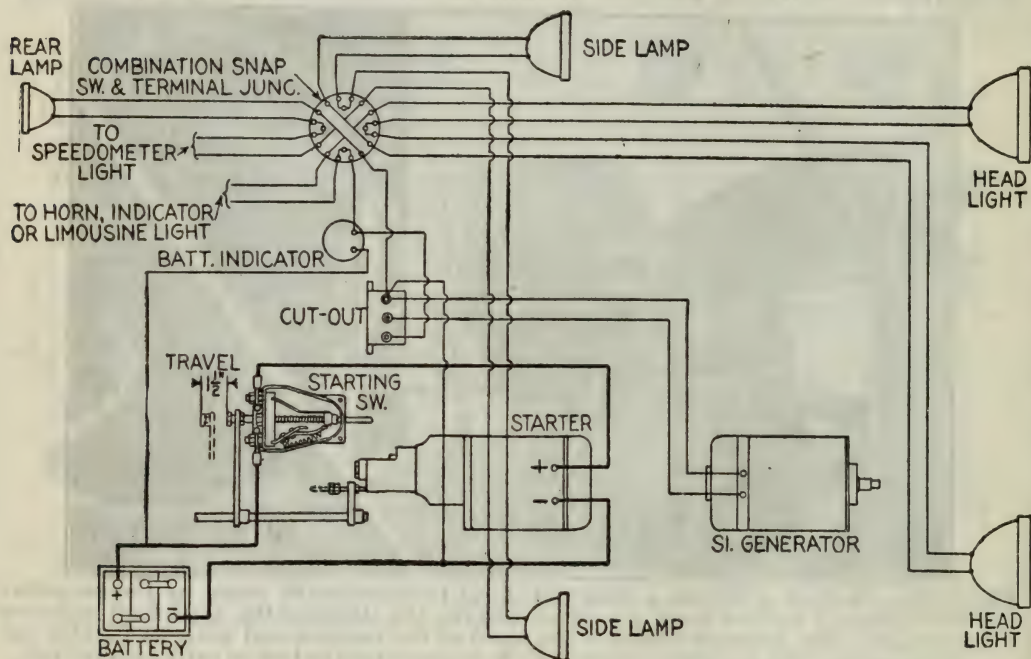 REAR
LAMP
COMBINATION SNAP
SW. & TERMINAL JUNC.
SIDE LAMP
TO
SPEEDOMETER
LIGHT
HEAD
LIGHT
TO HORN, INDICATOR
OR LIMOUSINE LIGHT
BATT. INDICATOR
CUT-OUT
TRAVEL
1½"
STARTING
SW.
STARTER
+
−
SI. GENERATOR
+
−
BATTERY
SIDE LAMP
HEAD
LIGHT